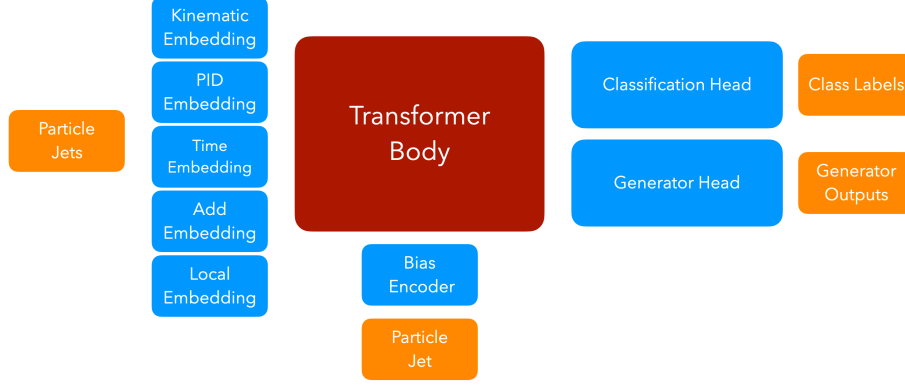 Particle
Jets
Kinematic
Embedding
PID
Embedding
Time
Embedding
Add
Embedding
Local
Embedding
Transformer
Body
Bias
Encoder
Particle
Jet
Classification Head
Generator Head
Class Labels
Generator
Outputs